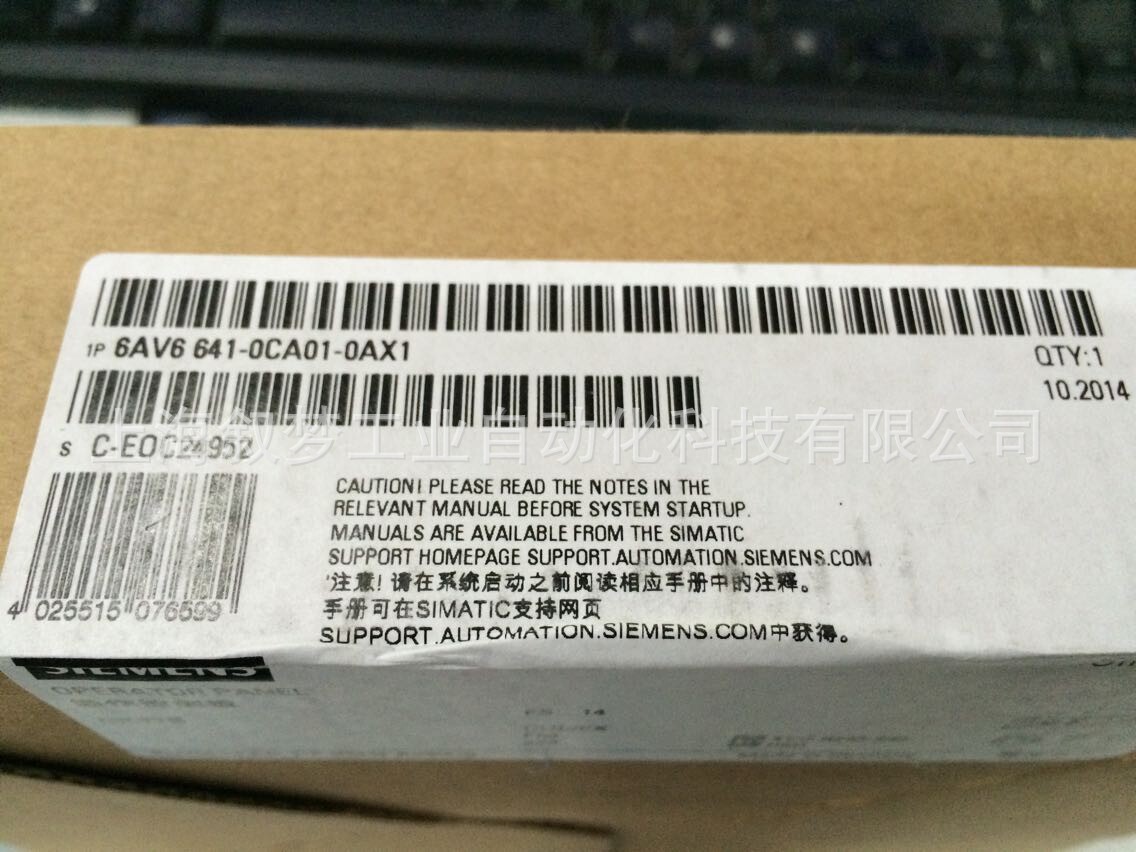 1P 6AV6 641-0CA01-0AX1
QTY:1
10.2014
上海叙梦工业自动化科技有限公司
S C-EOC24952
CAUTION! PLEASE READ THE NOTES IN THE
RELEVANT MANUAL BEFORE SYSTEM STARTUP.
MANUALS ARE AVAILABLE FROM THE SIMATIC
SUPPORT HOMEPAGE SUPPORT.AUTOMATION.SIEMENS.COM
注意! 请在系统启动之前阅读相应手册中的注释。
手册可在SIMATIC支持网页
SUPPORT.AUTOMATION.SIEMENS.COM中获得。
4 025515 076599
SIEMENS
OPERATOR PANEL